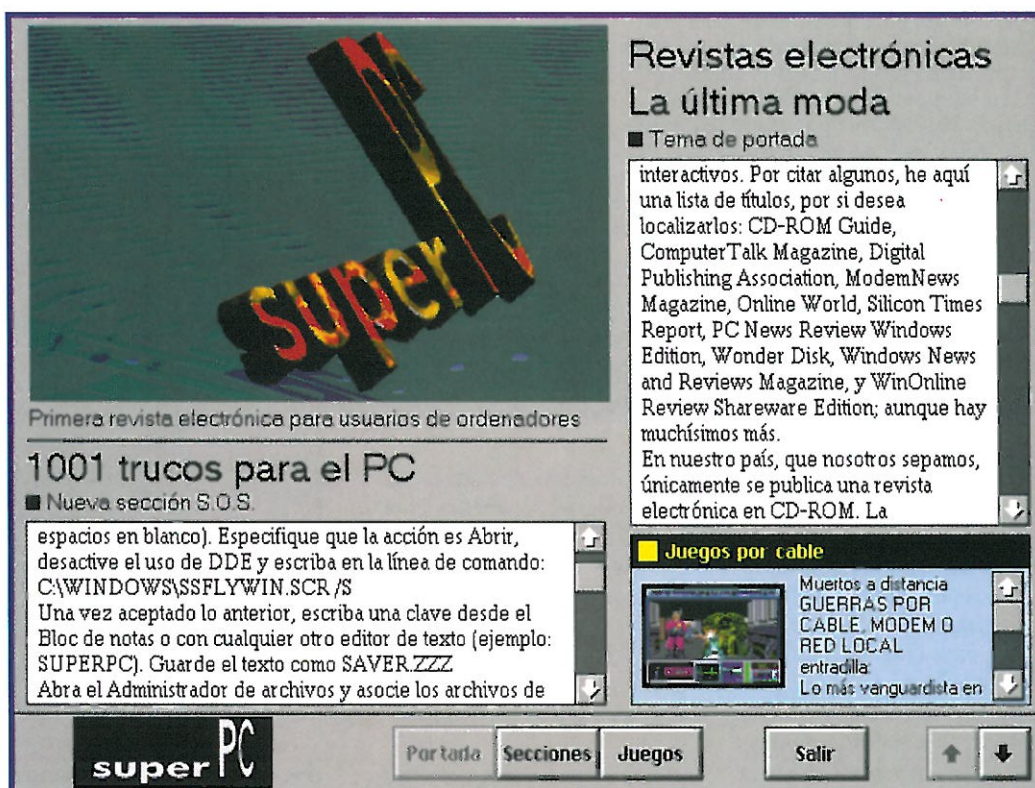 super
Primera revista electrónica para usuarios de ordenadores
1001 trucos para el PC
Nueva sección S.O.S.
espacios en blanco). Especifique que la acción es Abrir,
desactive el uso de DDE y escriba en la línea de comando:
C:\WINDOWS\SSFLYWIN.SCR /S
Una vez aceptado lo anterior, escriba una clave desde el
Bloc de notas o con cualquier otro editor de texto (ejemplo:
SUPERPC). Guarde el texto como SAVER.ZZZ
Abra el Administrador de archivos y asocie los archivos de
Revistas electrónicas
La última moda
Tema de portada
interactivos. Por citar algunos, he aquí
una lista de títulos, por si desea
localizarlos: CD-ROM Guide,
ComputerTalk Magazine, Digital
Publishing Association, ModemNews
Magazine, Online World, Silicon Times
Report, PC News Review Windows
Edition, Wonder Disk, Windows News
and Reviews Magazine, y WinOnline
Review Shareware Edition; aunque hay
muchísimos más.
En nuestro país, que nosotros sepamos,
únicamente se publica una revista
electrónica en CD-ROM. La
Juegos por cable
Muertos a distancia
GUERRAS POR
CABLE, MODEM O
RED LOCAL
entradilla:
Lo más vanguardista en
super PC
Portada Secciones Juegos Salir